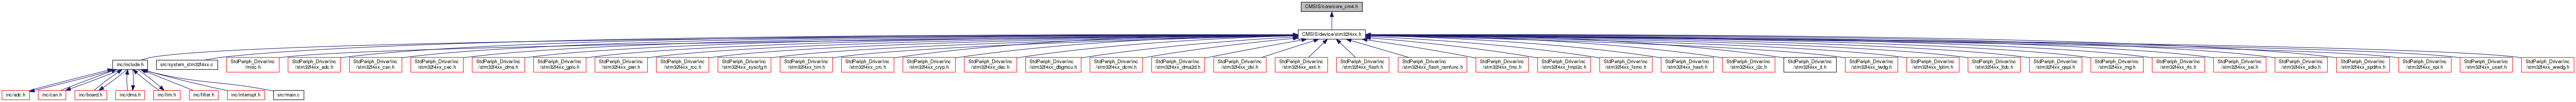 CMSIS/core/core_cm4.h
CMSIS/device/stm32f4xx.h
inc/include.h
src/system_stm32f4xx.c
StdPeriph_Driver/inc
/misc.h
StdPeriph_Driver/inc
/stm32f4xx_adc.h
StdPeriph_Driver/inc
/stm32f4xx_can.h
StdPeriph_Driver/inc
/stm32f4xx_cec.h
StdPeriph_Driver/inc
/stm32f4xx_dma.h
StdPeriph_Driver/inc
/stm32f4xx_gpio.h
StdPeriph_Driver/inc
/stm32f4xx_pwr.h
StdPeriph_Driver/inc
/stm32f4xx_rcc.h
StdPeriph_Driver/inc
/stm32f4xx_syscfg.h
StdPeriph_Driver/inc
/stm32f4xx_tim.h
StdPeriph_Driver/inc
/stm32f4xx_crc.h
StdPeriph_Driver/inc
/stm32f4xx_cryp.h
StdPeriph_Driver/inc
/stm32f4xx_dac.h
StdPeriph_Driver/inc
/stm32f4xx_dbgmcu.h
StdPeriph_Driver/inc
/stm32f4xx_dcmi.h
StdPeriph_Driver/inc
/stm32f4xx_dma2d.h
StdPeriph_Driver/inc
/stm32f4xx_dsi.h
StdPeriph_Driver/inc
/stm32f4xx_exti.h
StdPeriph_Driver/inc
/stm32f4xx_flash.h
StdPeriph_Driver/inc
/stm32f4xx_flash_ramfunc.h
StdPeriph_Driver/inc
/stm32f4xx_fmc.h
StdPeriph_Driver/inc
/stm32f4xx_fmpi2c.h
StdPeriph_Driver/inc
/stm32f4xx_fsmc.h
StdPeriph_Driver/inc
/stm32f4xx_hash.h
StdPeriph_Driver/inc
/stm32f4xx_i2c.h
StdPeriph_Driver/inc
/stm32f4xx_it.h
StdPeriph_Driver/inc
/stm32f4xx_iwdg.h
StdPeriph_Driver/inc
/stm32f4xx_lptim.h
StdPeriph_Driver/inc
/stm32f4xx_ltdc.h
StdPeriph_Driver/inc
/stm32f4xx_qspi.h
StdPeriph_Driver/inc
/stm32f4xx_rng.h
StdPeriph_Driver/inc
/stm32f4xx_rtc.h
StdPeriph_Driver/inc
/stm32f4xx_sai.h
StdPeriph_Driver/inc
/stm32f4xx_sdio.h
StdPeriph_Driver/inc
/stm32f4xx_spdifrx.h
StdPeriph_Driver/inc
/stm32f4xx_spi.h
StdPeriph_Driver/inc
/stm32f4xx_usart.h
StdPeriph_Driver/inc
/stm32f4xx_wwdg.h
inc/adc.h
inc/can.h
inc/board.h
inc/dma.h
inc/tim.h
inc/filter.h
inc/interrupt.h
src/main.c